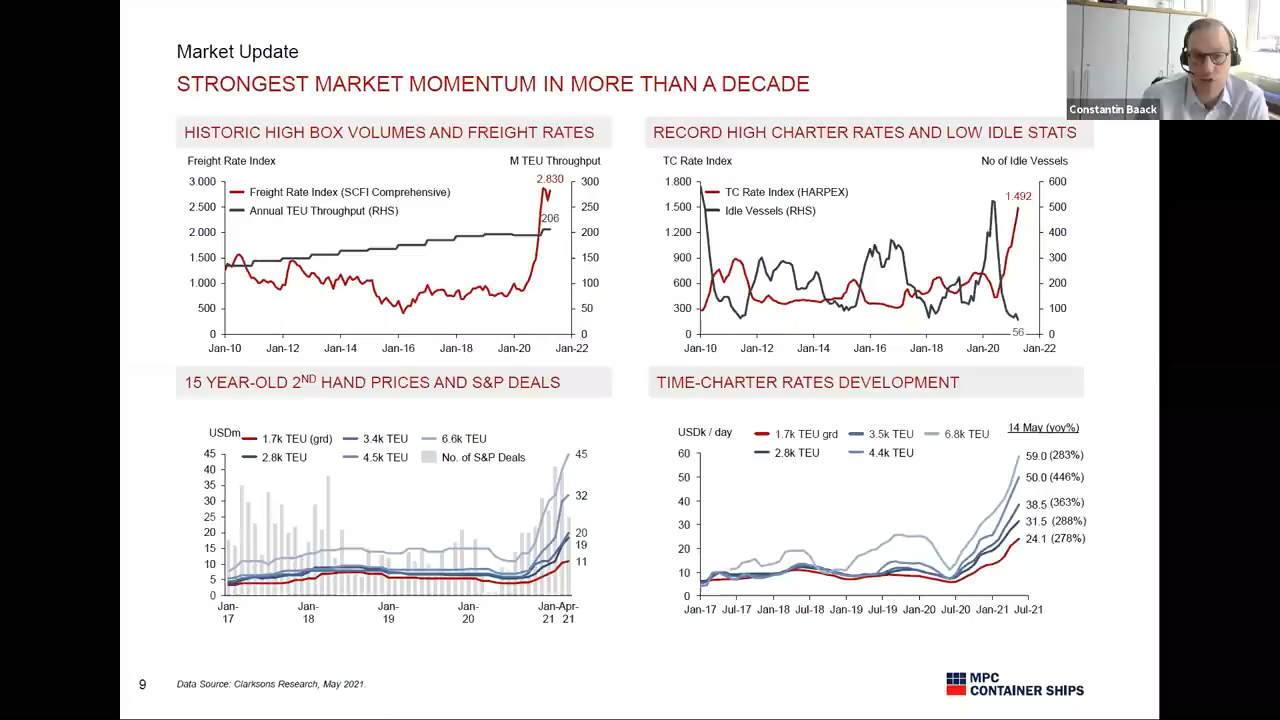 Market Update
STRONGEST MARKET MOMENTUM IN MORE THAN A DECADE
Constantin Baack
HISTORIC HIGH BOX VOLUMES AND FREIGHT RATES
Freight Rate Index M TEU Throughput
3.000 2.830 300
Freight Rate Index (SCFI Comprehensive)
2.500 250
Annual TEU Throughput (RHS)
206
2.000 200
1.500 150
1.000 100
500 50
0 0
Jan-10 Jan-12 Jan-14 Jan-16 Jan-18 Jan-20 Jan-22
RECORD HIGH CHARTER RATES AND LOW IDLE STATS
TC Rate Index No of Idle Vessels
1.800 600
TC Rate Index (HARPEX) 1.492
1.500 500
Idle Vessels (RHS)
1.200 400
900 300
600 200
300 100
0 56 0
Jan-10 Jan-12 Jan-14 Jan-16 Jan-18 Jan-20 Jan-22
15 YEAR-OLD 2ND HAND PRICES AND S&P DEALS
USDm
1.7k TEU (grd) 3.4k TEU 6.6k TEU
2.8k TEU 4.5k TEU No. of S&P Deals
45 45
40
35
30 32
25
20 20
15 19
10 11
5
0
Jan-17 Jan-18 Jan-19 Jan-20 Jan-21 Apr-21
TIME-CHARTER RATES DEVELOPMENT
USDk / day 14 May (yoy%)
1.7k TEU grd 3.5k TEU 6.8k TEU
2.8k TEU 4.4k TEU
60 59.0 (283%)
50 50.0 (446%)
40 38.5 (363%)
30 31.5 (288%)
20 24.1 (278%)
10
0
Jan-17 Jul-17 Jan-18 Jul-18 Jan-19 Jul-19 Jan-20 Jul-20 Jan-21 Jul-21
9
Data Source: Clarksons Research, May 2021.
MPC
CONTAINER SHIPS